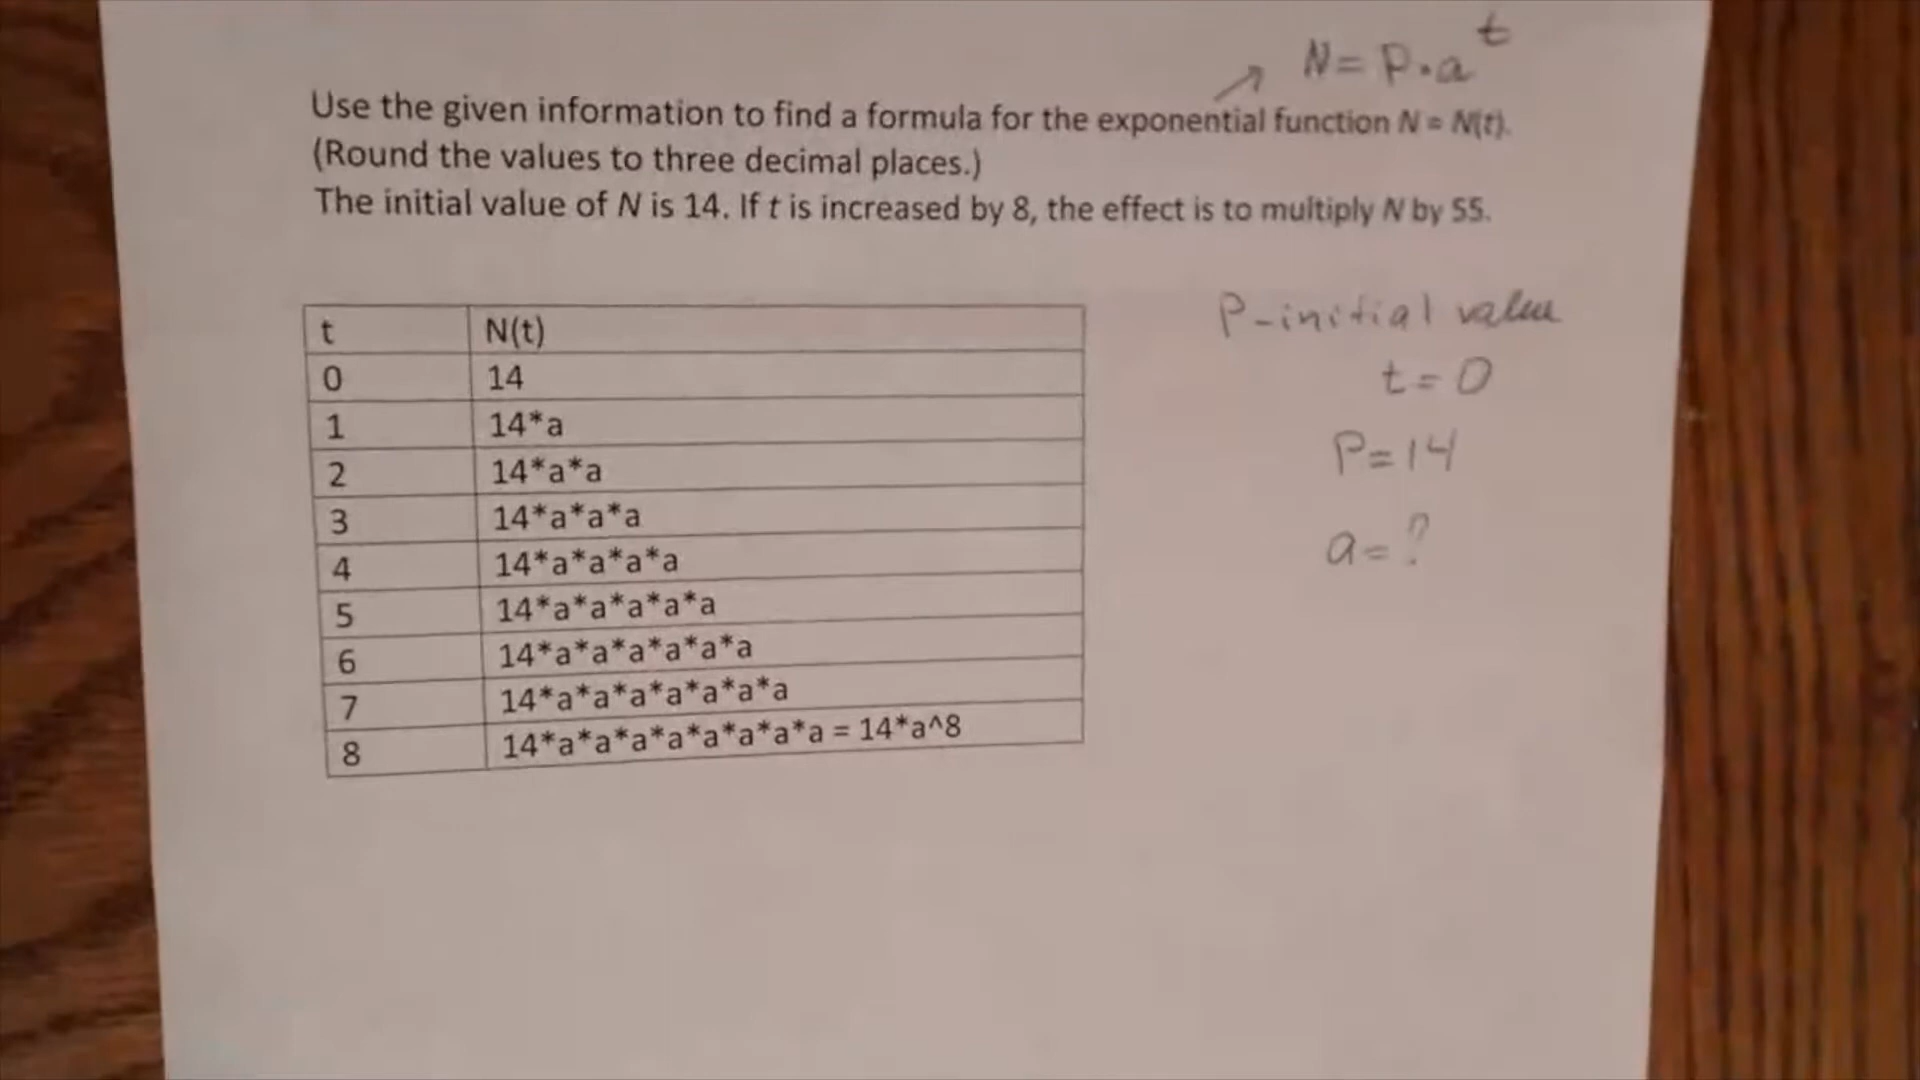 N = P·a^t
Use the given information to find a formula for the exponential function N = N(t).
(Round the values to three decimal places.)
The initial value of N is 14. If t is increased by 8, the effect is to multiply N by 55.
t N(t)
0 14
1 14*a
2 14*a*a
3 14*a*a*a
4 14*a*a*a*a
5 14*a*a*a*a*a
6 14*a*a*a*a*a*a
7 14*a*a*a*a*a*a*a
8 14*a*a*a*a*a*a*a*a = 14*a^8
P-initial value
t = 0
P = 14
a = ?